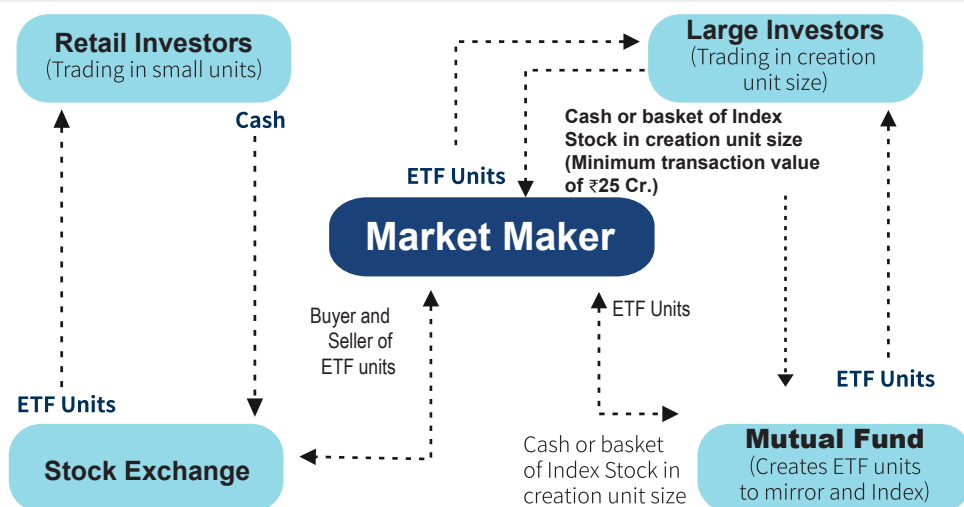 Retail Investors
(Trading in small units)
Large Investors
(Trading in creation
unit size)
Cash
Cash or basket of Index
Stock in creation unit size
(Minimum transaction value
of ₹25 Cr.)
ETF Units
Market Maker
Buyer and
Seller of
ETF units
ETF Units
ETF Units
ETF Units
Stock Exchange
Cash or basket
of Index Stock in
creation unit size
Mutual Fund
(Creates ETF units
to mirror and Index)